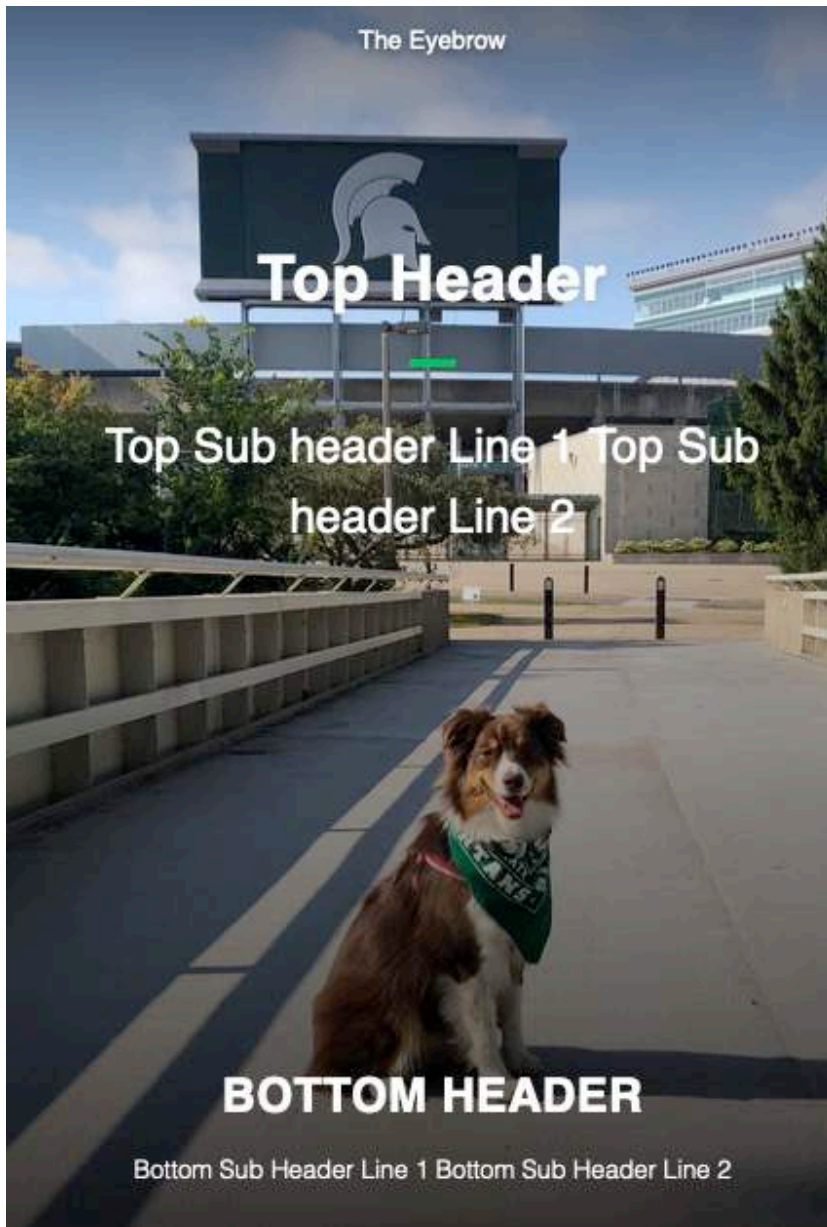 The Eyebrow
Top Header
Top Sub header Line 1 Top Sub
header Line 2
BOTTOM HEADER
Bottom Sub Header Line 1 Bottom Sub Header Line 2